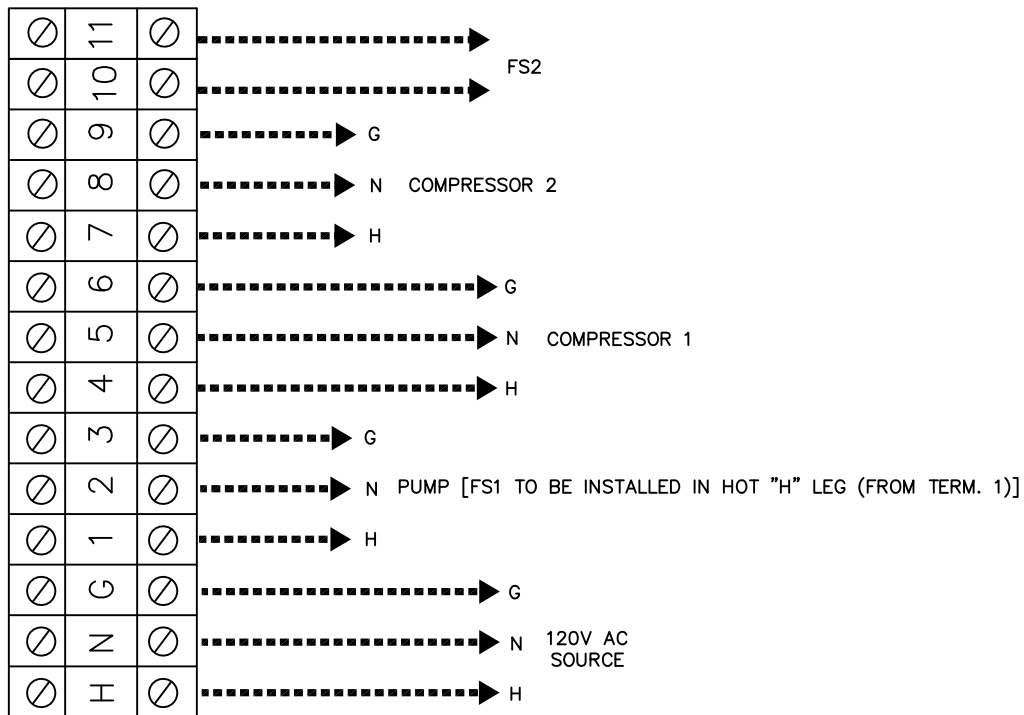 11
FS2
10
9 G
8 N COMPRESSOR 2
7 H
6 G
5 N COMPRESSOR 1
4 H
3 G
2 N PUMP [FS1 TO BE INSTALLED IN HOT "H" LEG (FROM TERM. 1)]
1 H
G G
N N 120V AC
SOURCE
H H